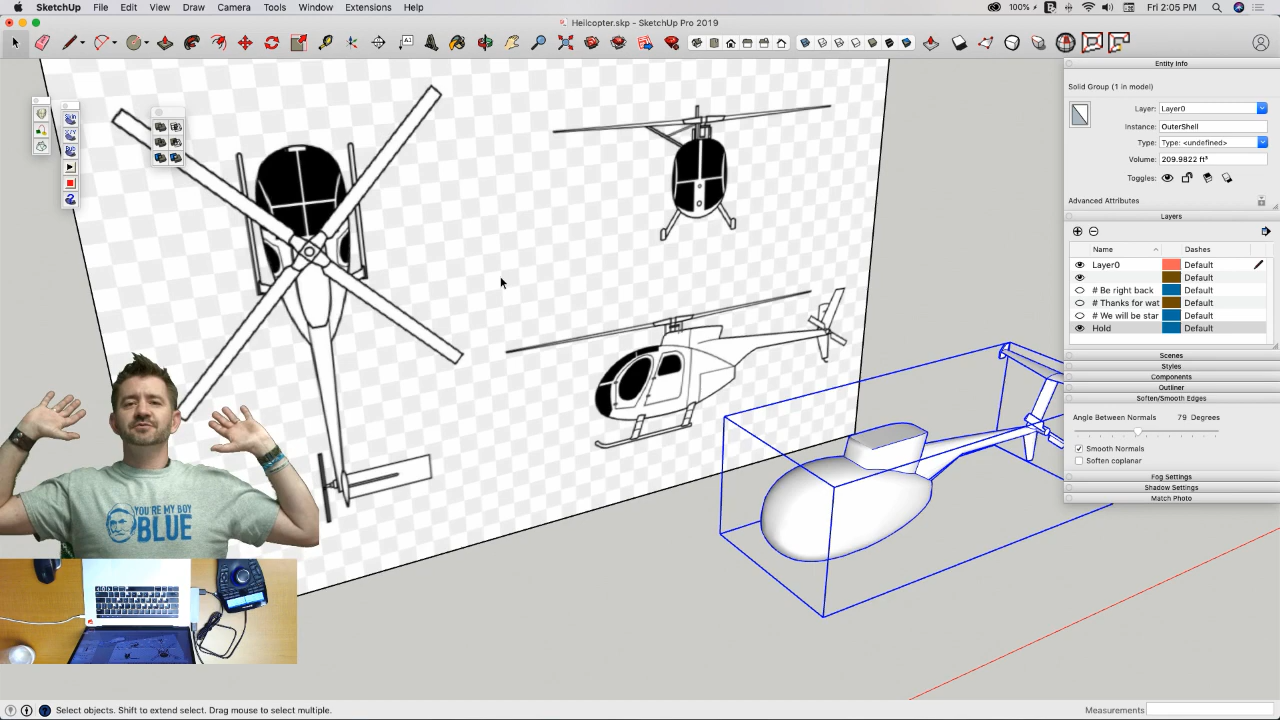 SketchUp File Edit View Draw Camera Tools Window Extensions Help
100% Fri 2:05 PM
Heilcopter.skp - SketchUp Pro 2019
Entity Info
Solid Group (1 in model)
Layer: Layer0
Instance: OuterShell
Type: Type: <undefined>
Volume: 209.9822 ft³
Toggles:
Advanced Attributes
Layers
Name Dashes
Layer0 Default
Default
# Be right back Default
# Thanks for wat Default
# We will be star Default
Hold Default
Scenes
Styles
Components
Outliner
Soften/Smooth Edges
Angle Between Normals 79 Degrees
Smooth Normals
Soften coplanar
Fog Settings
Shadow Settings
Match Photo
YOU'RE MY BOY
BLUE
Select objects. Shift to extend select. Drag mouse to select multiple.
Measurements